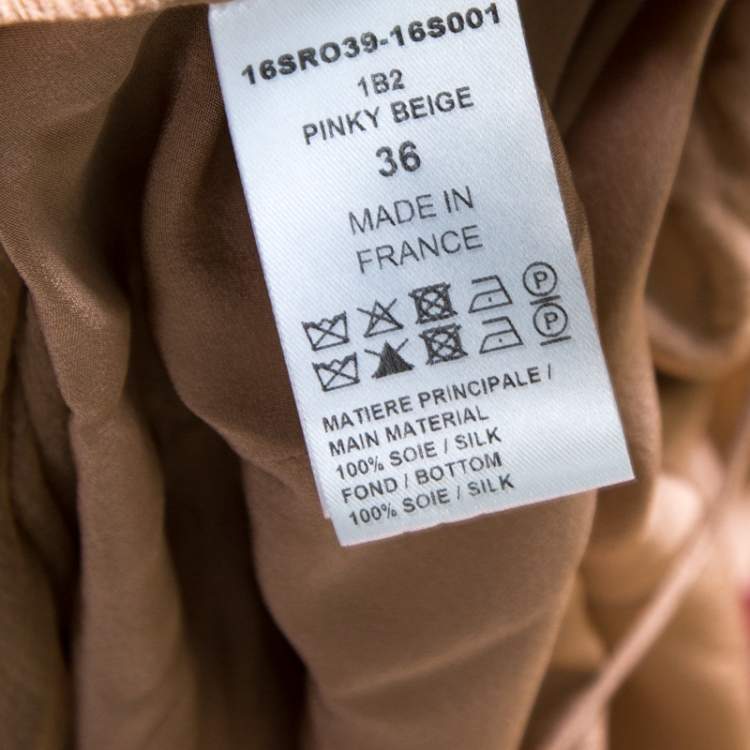 16SRO39-16S001
1B2
PINKY BEIGE
36
MADE IN
FRANCE
P
P
MATIERE PRINCIPALE /
MAIN MATERIAL
100% SOIE / SILK
FOND / BOTTOM
100% SOIE / SILK